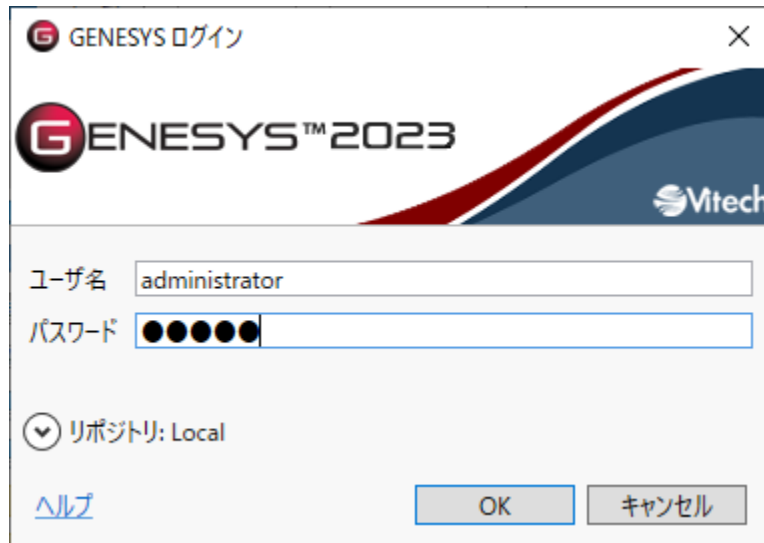 GENESYS ログイン
GENESYS™2023
Vitech
ユーザ名 administrator
パスワード ●●●●●
リポジトリ: Local
ヘルプ OK キャンセル